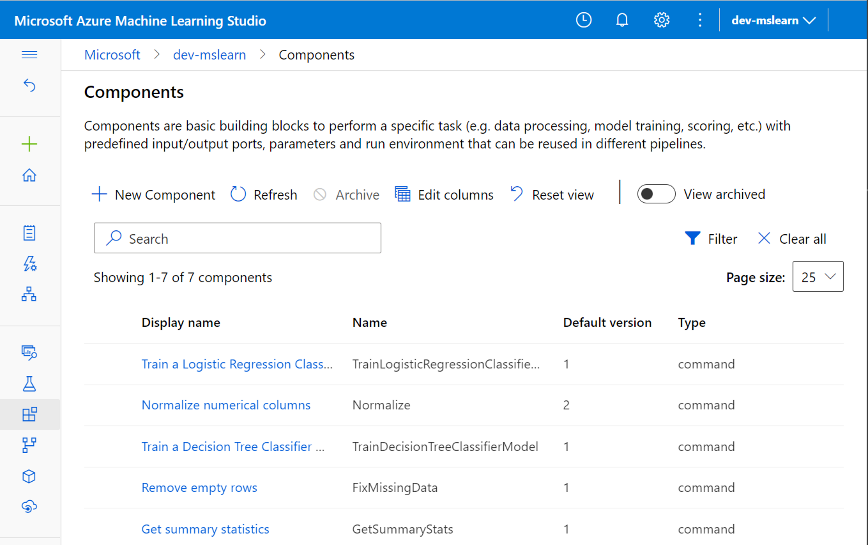 Microsoft Azure Machine Learning Studio
dev-mslearn
Microsoft > dev-mslearn > Components
Components
Components are basic building blocks to perform a specific task (e.g. data processing, model training, scoring, etc.) with
predefined input/output ports, parameters and run environment that can be reused in different pipelines.
New Component Refresh Archive Edit columns Reset view View archived
Search
Filter Clear all
Showing 1-7 of 7 components
Page size: 25
Display name Name Default version Type
Train a Logistic Regression Class... TrainLogisticRegressionClassifie... 1 command
Normalize numerical columns Normalize 2 command
Train a Decision Tree Classifier ... TrainDecisionTreeClassifierModel 1 command
Remove empty rows FixMissingData 1 command
Get summary statistics GetSummaryStats 1 command